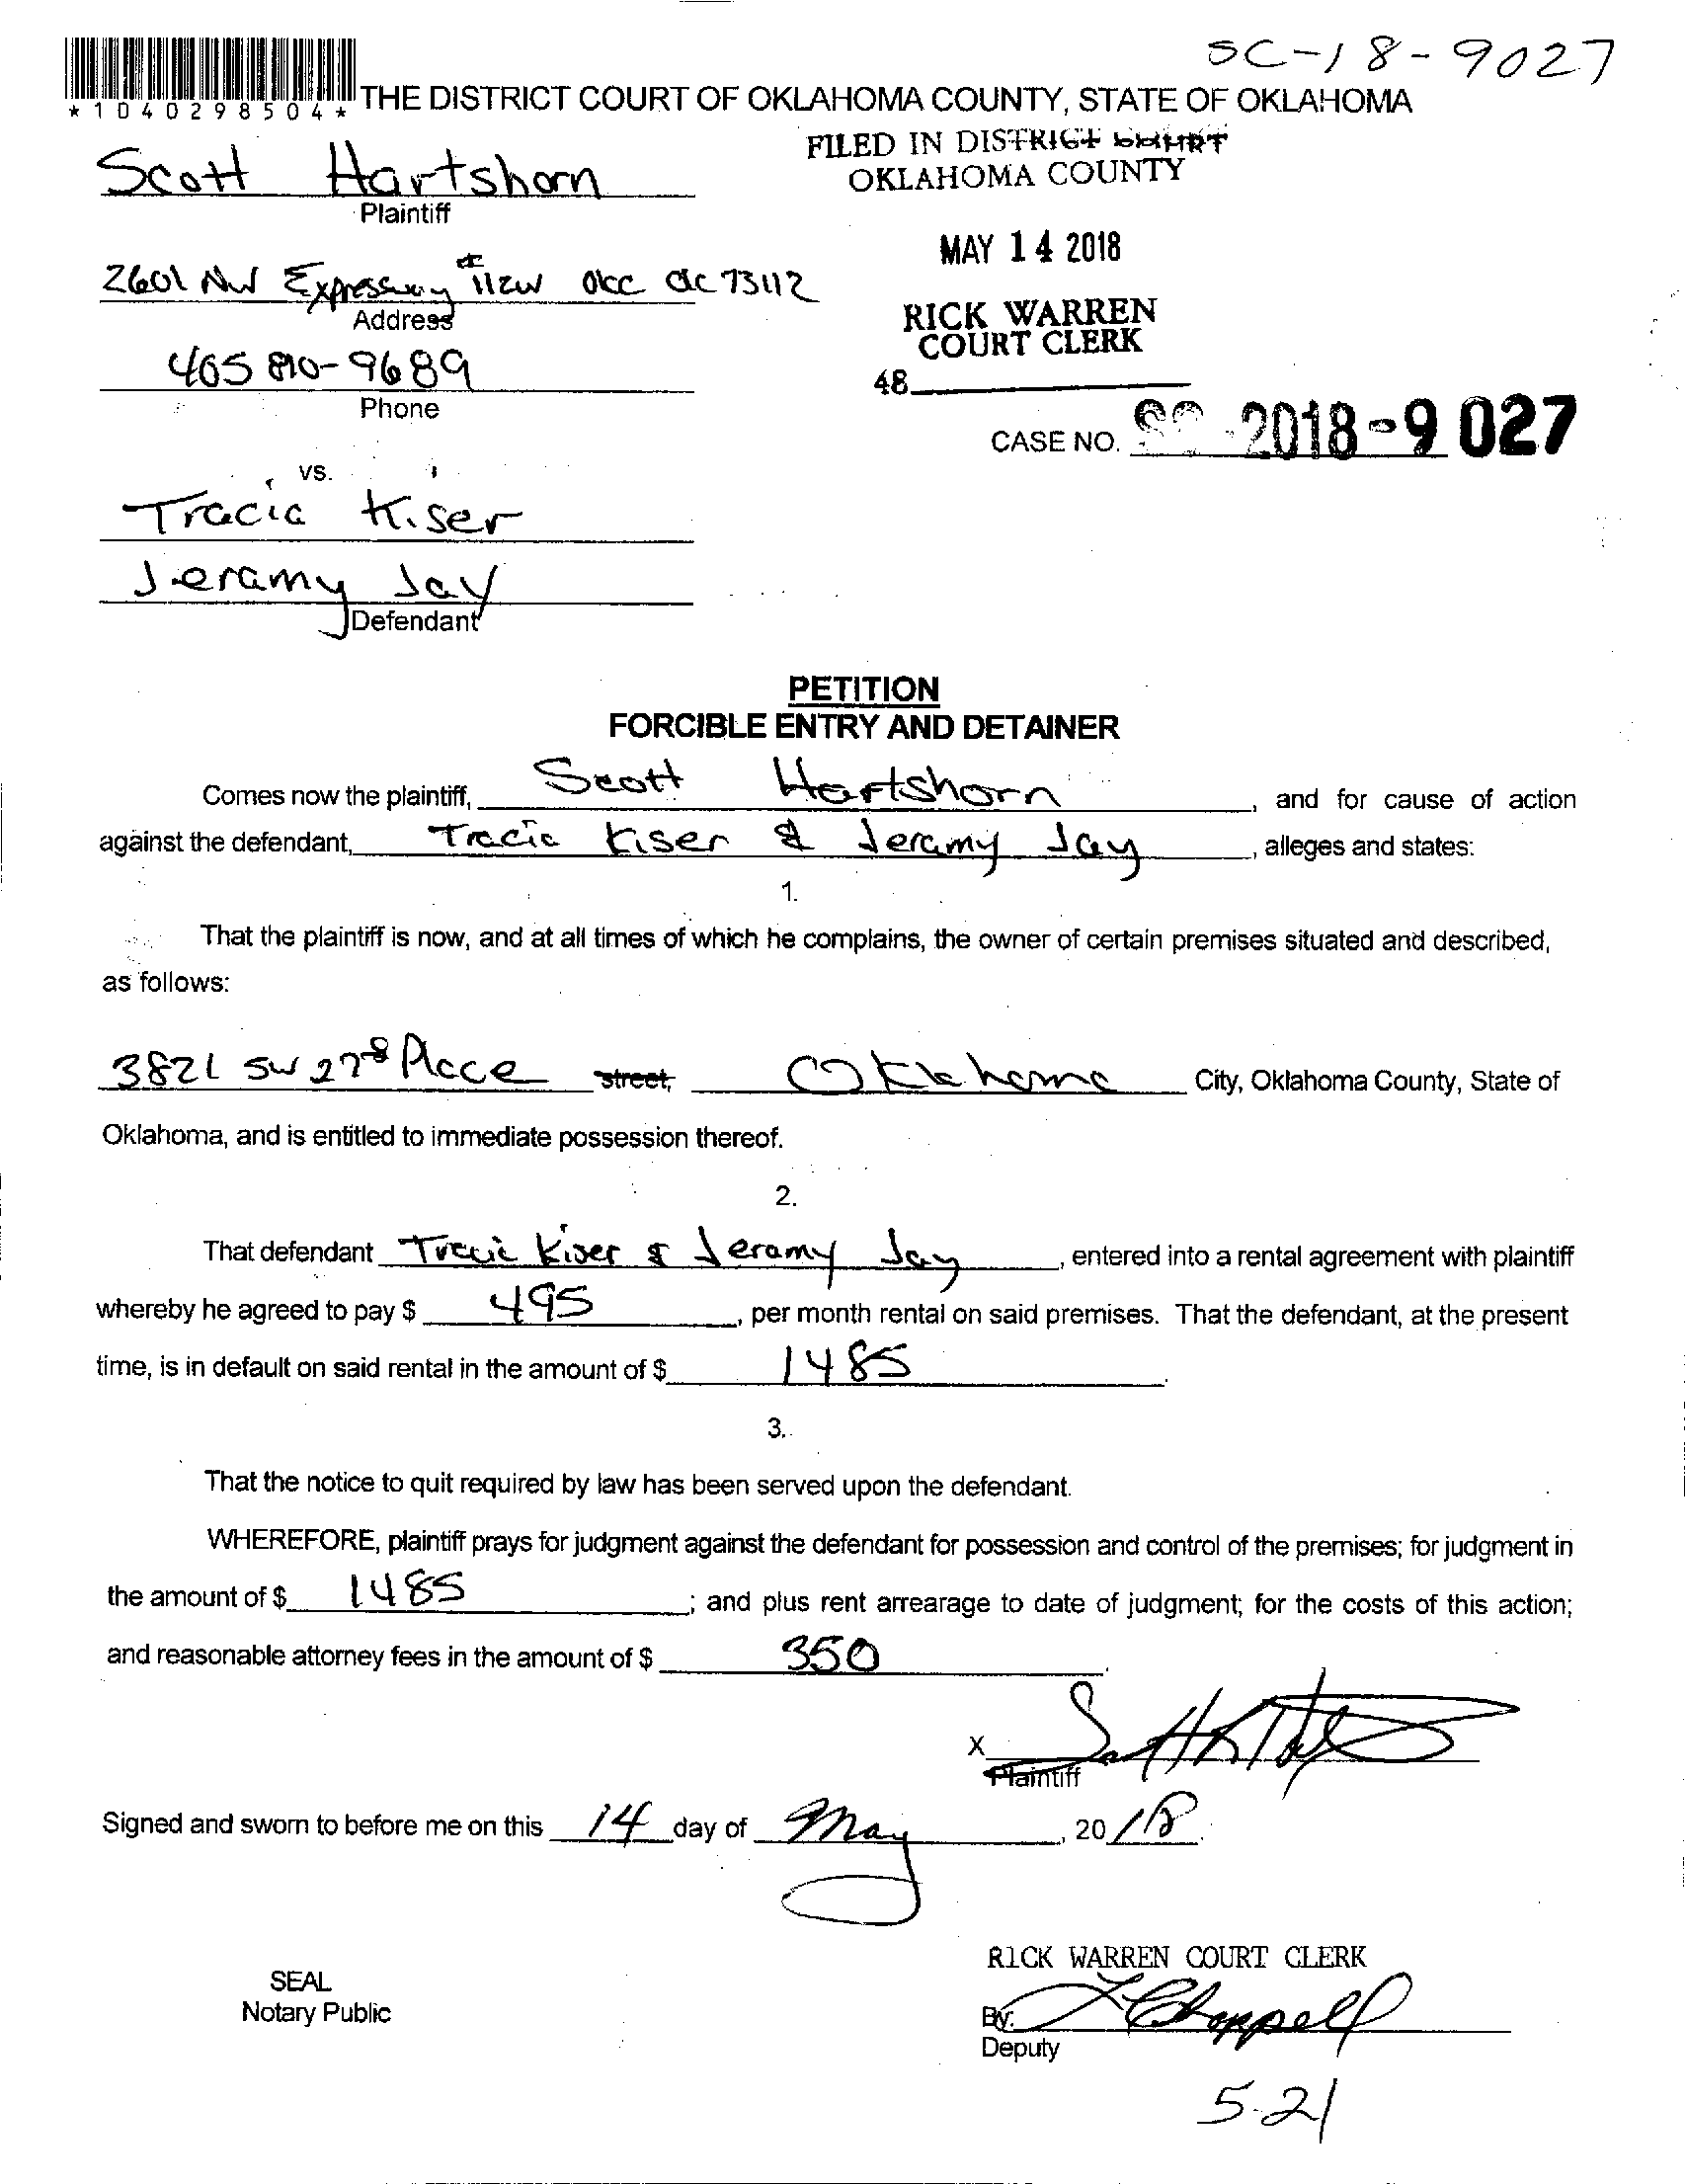 SC-18-9027
*1040298504* THE DISTRICT COURT OF OKLAHOMA COUNTY, STATE OF OKLAHOMA
FILED IN DISTRICT COURT
OKLAHOMA COUNTY
Scott Hartshorn
Plaintiff
MAY 14 2018
2601 NW Expressway # 112W OKC OK 73112
Address
RICK WARREN
COURT CLERK
405 810-9689
Phone
48
CASE NO. SC 2018-9027
vs.
Tracia Kiser
Jeramy Jay
Defendant
PETITION
FORCIBLE ENTRY AND DETAINER
Comes now the plaintiff, Scott Hartshorn, and for cause of action
against the defendant, Tracia Kiser & Jeramy Jay, alleges and states:
1.
That the plaintiff is now, and at all times of which he complains, the owner of certain premises situated and described,
as follows:
3821 SW 27 Place street, Oklahoma City, Oklahoma County, State of
Oklahoma, and is entitled to immediate possession thereof.
2.
That defendant Tracia Kiser & Jeramy Jay, entered into a rental agreement with plaintiff
whereby he agreed to pay $ 495, per month rental on said premises. That the defendant, at the present
time, is in default on said rental in the amount of $ 1485.
3.
That the notice to quit required by law has been served upon the defendant.
WHEREFORE, plaintiff prays for judgment against the defendant for possession and control of the premises; for judgment in
the amount of $ 1485; and plus rent arrearage to date of judgment; for the costs of this action;
and reasonable attorney fees in the amount of $ 350.
X
Plaintiff
Signed and sworn to before me on this 14 day of May, 2018.
RICK WARREN COURT CLERK
SEAL
Notary Public
By: Chappell
Deputy
5-21